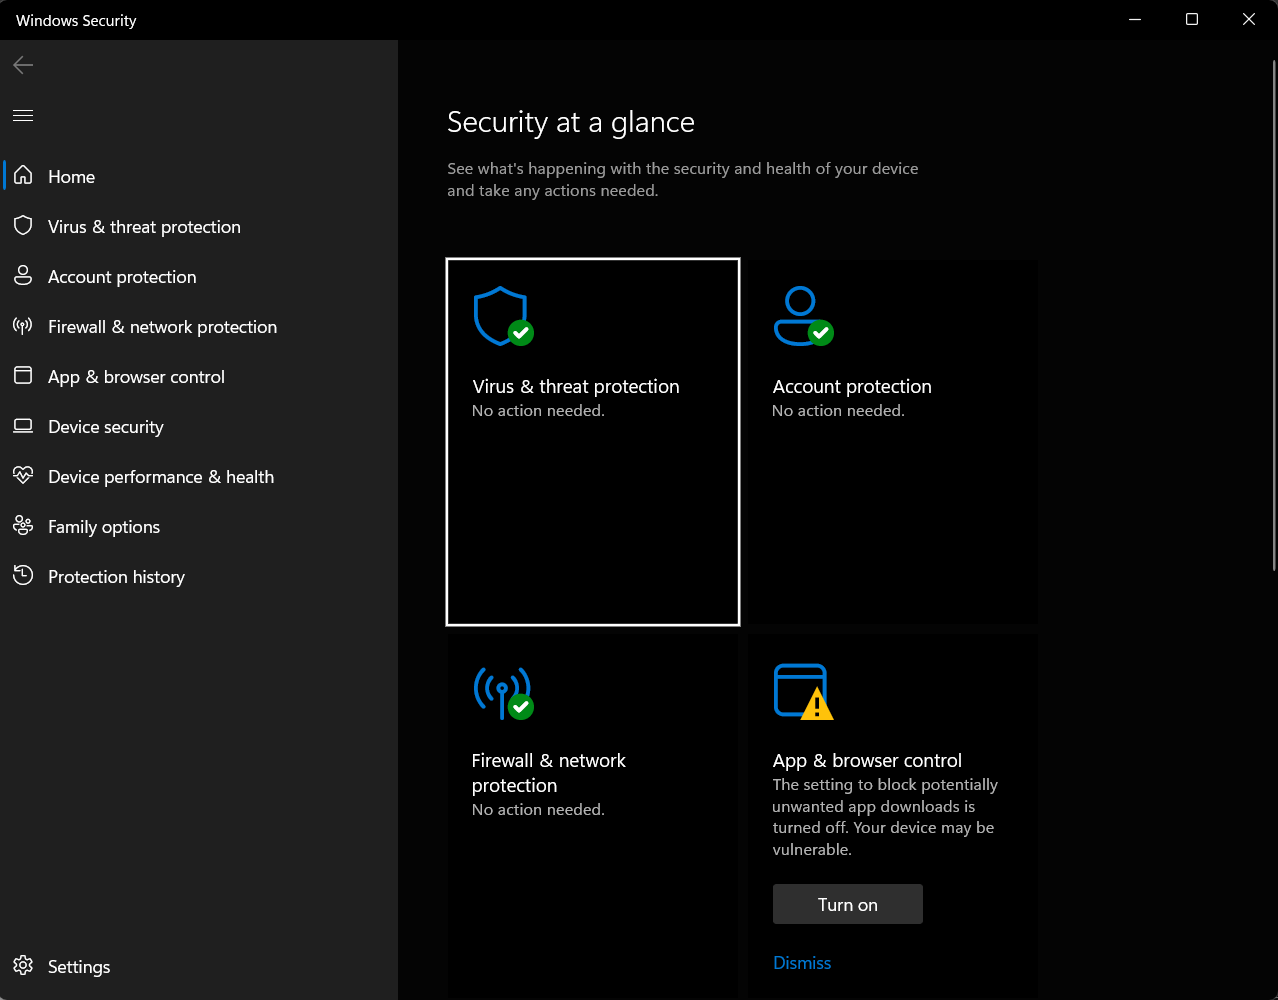 Windows Security
Home
Virus & threat protection
Account protection
Firewall & network protection
App & browser control
Device security
Device performance & health
Family options
Protection history
Settings
Security at a glance
See what's happening with the security and health of your device
and take any actions needed.
Virus & threat protection
No action needed.
Account protection
No action needed.
Firewall & network
protection
No action needed.
App & browser control
The setting to block potentially
unwanted app downloads is
turned off. Your device may be
vulnerable.
Turn on
Dismiss